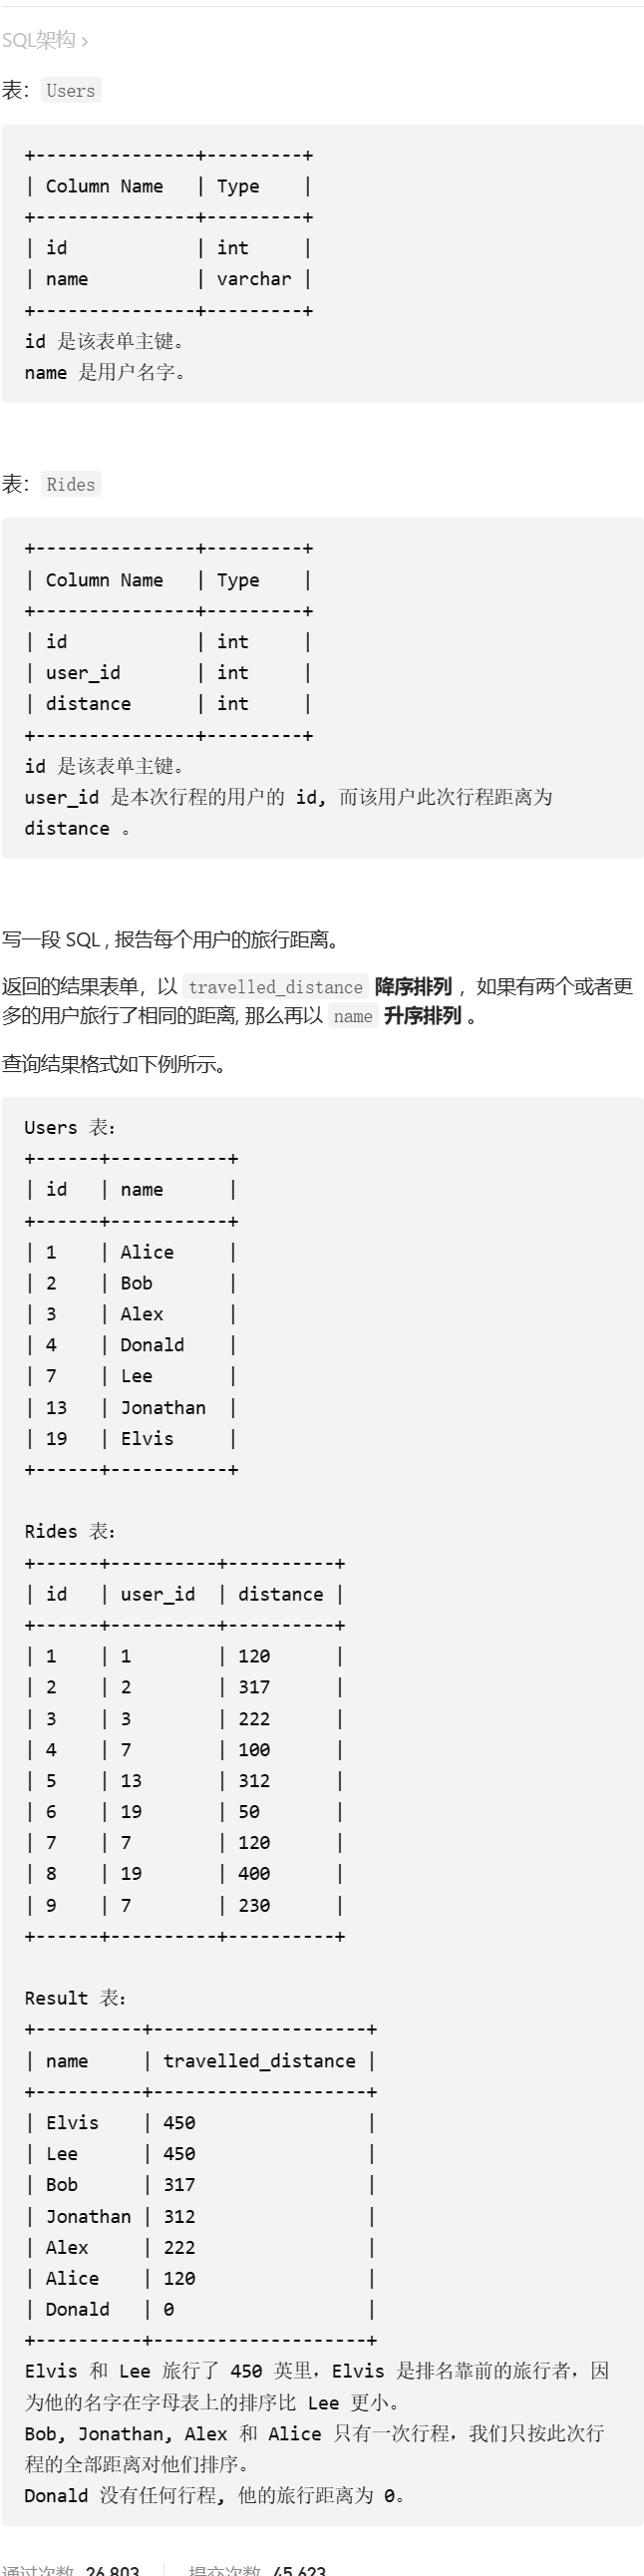 SQL架构 ›
表：Users
+---------------+---------+
| Column Name   | Type    |
+---------------+---------+
| id            | int     |
| name          | varchar |
+---------------+---------+
id 是该表单主键。
name 是用户名字。
表：Rides
+---------------+---------+
| Column Name   | Type    |
+---------------+---------+
| id            | int     |
| user_id       | int     |
| distance      | int     |
+---------------+---------+
id 是该表单主键。
user_id 是本次行程的用户的 id, 而该用户此次行程距离为
distance 。
写一段 SQL , 报告每个用户的旅行距离。
返回的结果表单，以 travelled_distance 降序排列 ，如果有两个或者更
多的用户旅行了相同的距离, 那么再以 name 升序排列 。
查询结果格式如下例所示。
Users 表：
+------+-----------+
| id   | name      |
+------+-----------+
| 1    | Alice     |
| 2    | Bob       |
| 3    | Alex      |
| 4    | Donald    |
| 7    | Lee       |
| 13   | Jonathan  |
| 19   | Elvis     |
+------+-----------+
Rides 表：
+------+----------+----------+
| id   | user_id  | distance |
+------+----------+----------+
| 1    | 1        | 120      |
| 2    | 2        | 317      |
| 3    | 3        | 222      |
| 4    | 7        | 100      |
| 5    | 13       | 312      |
| 6    | 19       | 50       |
| 7    | 7        | 120      |
| 8    | 19       | 400      |
| 9    | 7        | 230      |
+------+----------+----------+
Result 表：
+----------+--------------------+
| name     | travelled_distance |
+----------+--------------------+
| Elvis    | 450                |
| Lee      | 450                |
| Bob      | 317                |
| Jonathan | 312                |
| Alex     | 222                |
| Alice    | 120                |
| Donald   | 0                  |
+----------+--------------------+
Elvis 和 Lee 旅行了 450 英里，Elvis 是排名靠前的旅行者，因
为他的名字在字母表上的排序比 Lee 更小。
Bob, Jonathan, Alex 和 Alice 只有一次行程，我们只按此次行
程的全部距离对他们排序。
Donald 没有任何行程, 他的旅行距离为 0。
通过次数 26,803 | 提交次数 45,623